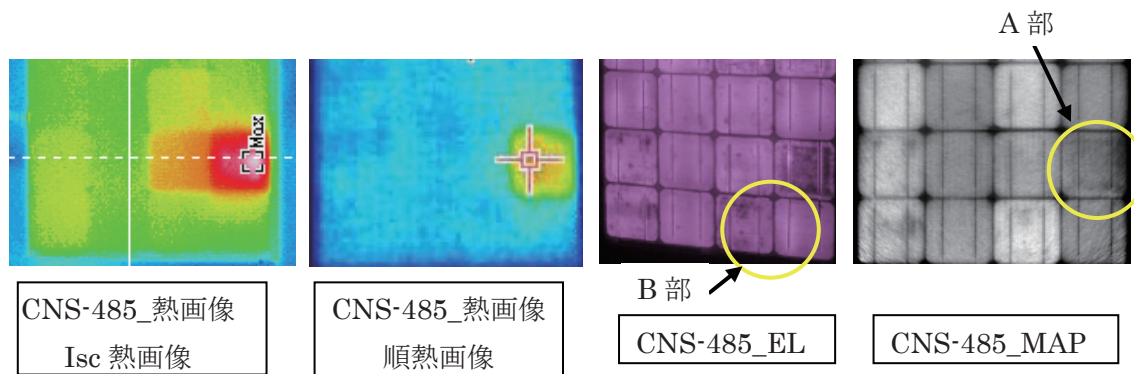 A 部
Max
B 部
CNS-485_熱画像
Isc 熱画像
CNS-485_熱画像
順熱画像
CNS-485_EL
CNS-485_MAP